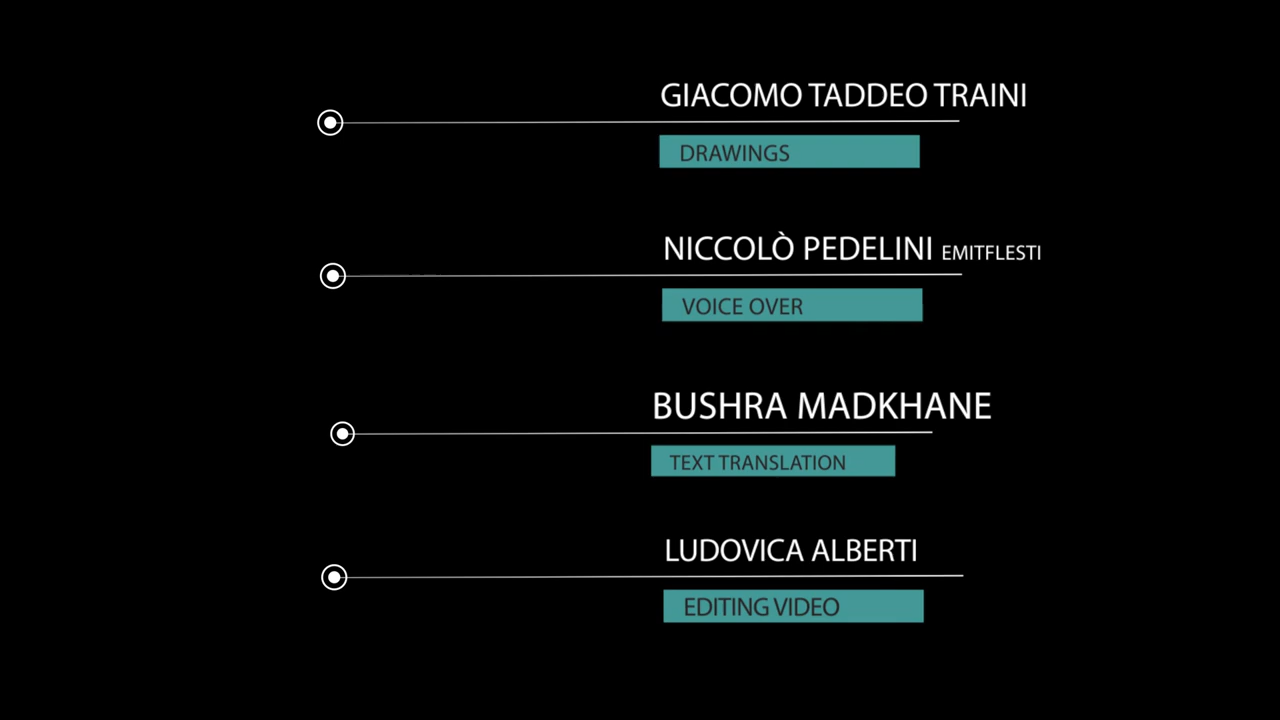 GIACOMO TADDEO TRAINI
DRAWINGS
NICCOLÒ PEDELINI EMITFLESTI
VOICE OVER
BUSHRA MADKHANE
TEXT TRANSLATION
LUDOVICA ALBERTI
EDITING VIDEO